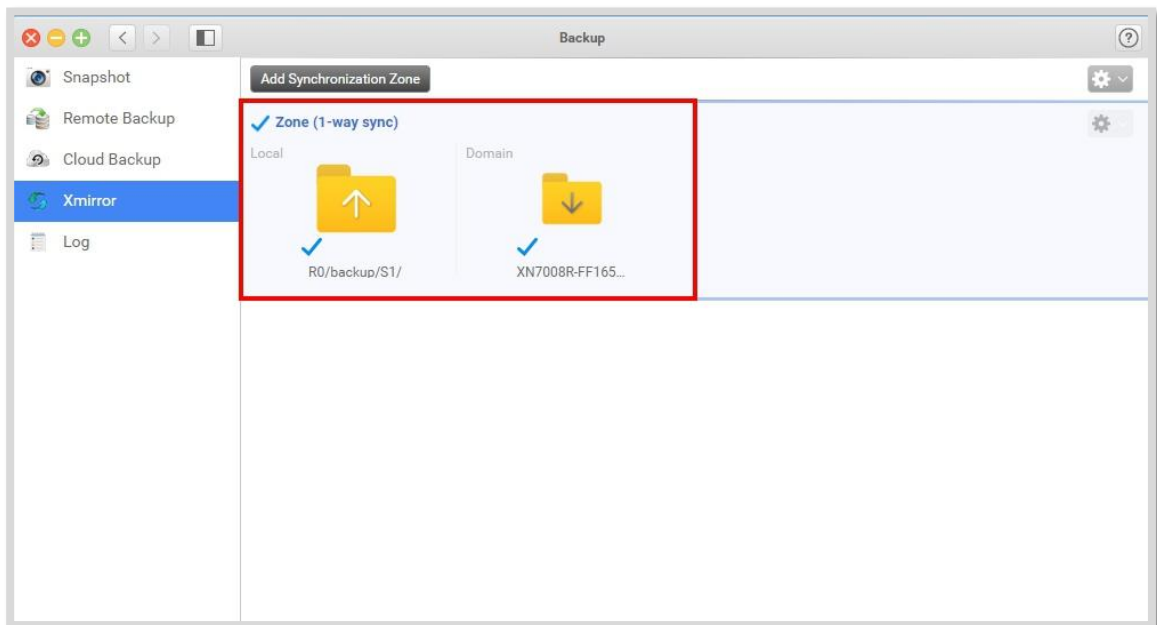 Backup
Snapshot
Remote Backup
Cloud Backup
Xmirror
Log
Add Synchronization Zone
Zone (1-way sync)
Local
Domain
R0/backup/S1/
XN7008R-FF165...